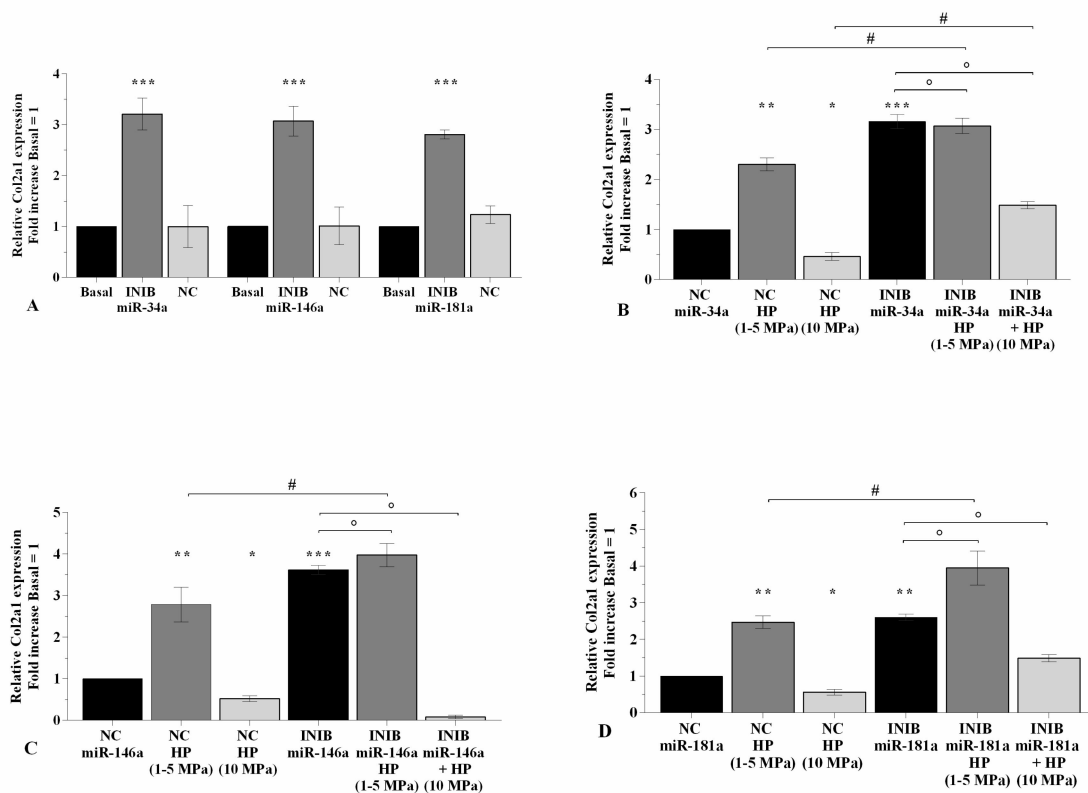 Relative Col2a1 expression
Fold increase Basal = 1
4
3
2
1
0
*** *** ***
Basal INIB NC Basal INIB NC Basal INIB NC
miR-34a miR-146a miR-181a
A
Relative Col2a1 expression
Fold increase Basal = 1
4
3
2
1
0
#
#
°
°
** * ***
NC NC NC INIB INIB INIB
miR-34a HP HP miR-34a miR-34a miR-34a
(1-5 MPa) (10 MPa) HP + HP
(1-5 MPa) (10 MPa)
B
Relative Col2a1 expression
Fold increase Basal = 1
5
4
3
2
1
0
#
°
°
** * ***
NC NC NC INIB INIB INIB
miR-146a HP HP miR-146a miR-146a miR-146a
(1-5 MPa) (10 MPa) HP + HP
(1-5 MPa) (10 MPa)
C
Relative Col2a1 expression
Fold increase Basal = 1
6
5
4
3
2
1
0
#
°
°
** * **
NC NC NC INIB INIB INIB
miR-181a HP HP miR-181a miR-181a miR-181a
(1-5 MPa) (10 MPa) HP + HP
(1-5 MPa) (10 MPa)
D